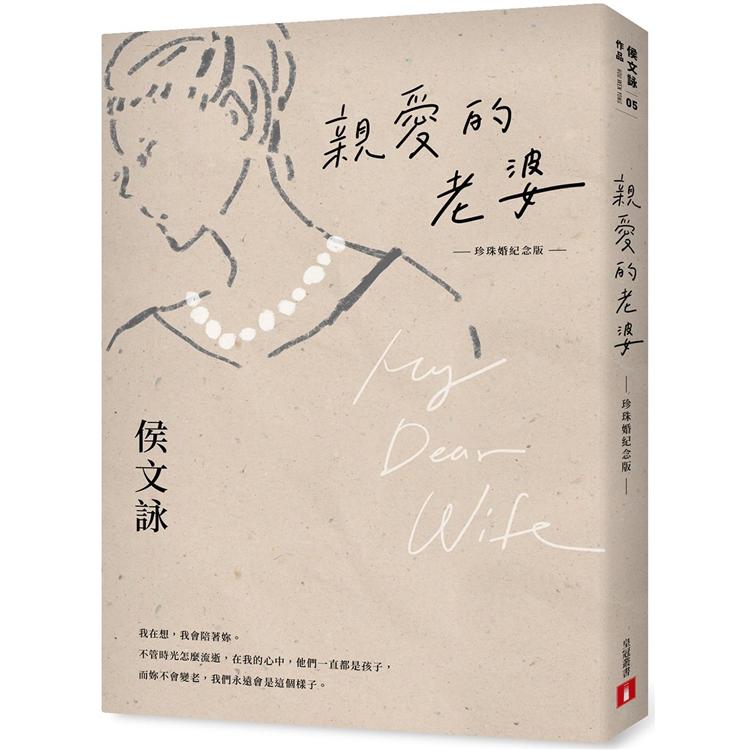 親愛的
老婆
珍珠婚紀念版
My
Dear
Wife
侯文詠
我在想，我會陪著妳。
不管時光怎麼流逝，在我的心中，他們一直都是孩子，
而妳不會變老，我們永遠會是這個樣子。
侯文詠
作品
HOU WEN YONG
05
親愛的老婆
珍珠婚紀念版
皇冠叢書